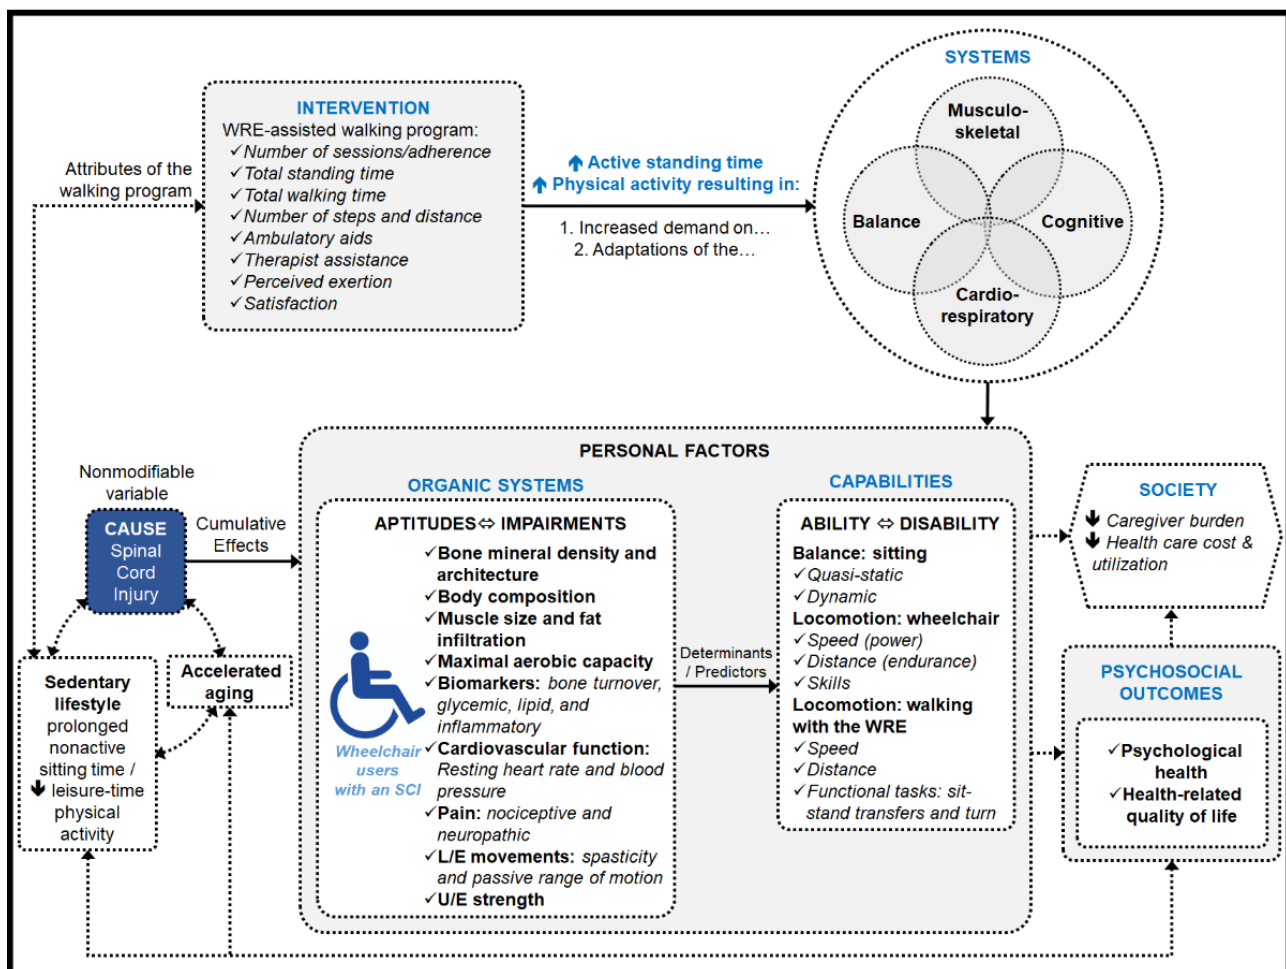 SYSTEMS
Musculo-
skeletal
Balance
Cognitive
Cardio-
respiratory
INTERVENTION
WRE-assisted walking program:
✓Number of sessions/adherence
✓Total standing time
✓Total walking time
✓Number of steps and distance
✓Ambulatory aids
✓Therapist assistance
✓Perceived exertion
✓Satisfaction
Attributes of the
walking program
🡹 Active standing time
🡹 Physical activity resulting in:
1. Increased demand on…
2. Adaptations of the…
Nonmodifiable
variable
CAUSE
Spinal
Cord
Injury
Cumulative
Effects
Sedentary
lifestyle
prolonged
nonactive
sitting time /
🡻 leisure-time
physical
activity
Accelerated
aging
PERSONAL FACTORS
ORGANIC SYSTEMS
APTITUDES⇔ IMPAIRMENTS
✓Bone mineral density and
architecture
✓Body composition
✓Muscle size and fat
infiltration
✓Maximal aerobic capacity
✓Biomarkers: bone turnover,
glycemic, lipid, and
inflammatory
✓Cardiovascular function:
Resting heart rate and blood
pressure
✓Pain: nociceptive and
neuropathic
✓L/E movements: spasticity
and passive range of motion
✓U/E strength
Wheelchair
users
with an SCI
Determinants
/ Predictors
CAPABILITIES
ABILITY ⇔ DISABILITY
Balance: sitting
✓Quasi-static
✓Dynamic
Locomotion: wheelchair
✓Speed (power)
✓Distance (endurance)
✓Skills
Locomotion: walking
with the WRE
✓Speed
✓Distance
✓Functional tasks: sit-
stand transfers and turn
SOCIETY
🡻 Caregiver burden
🡻 Health care cost &
utilization
PSYCHOSOCIAL
OUTCOMES
✓Psychological
health
✓Health-related
quality of life